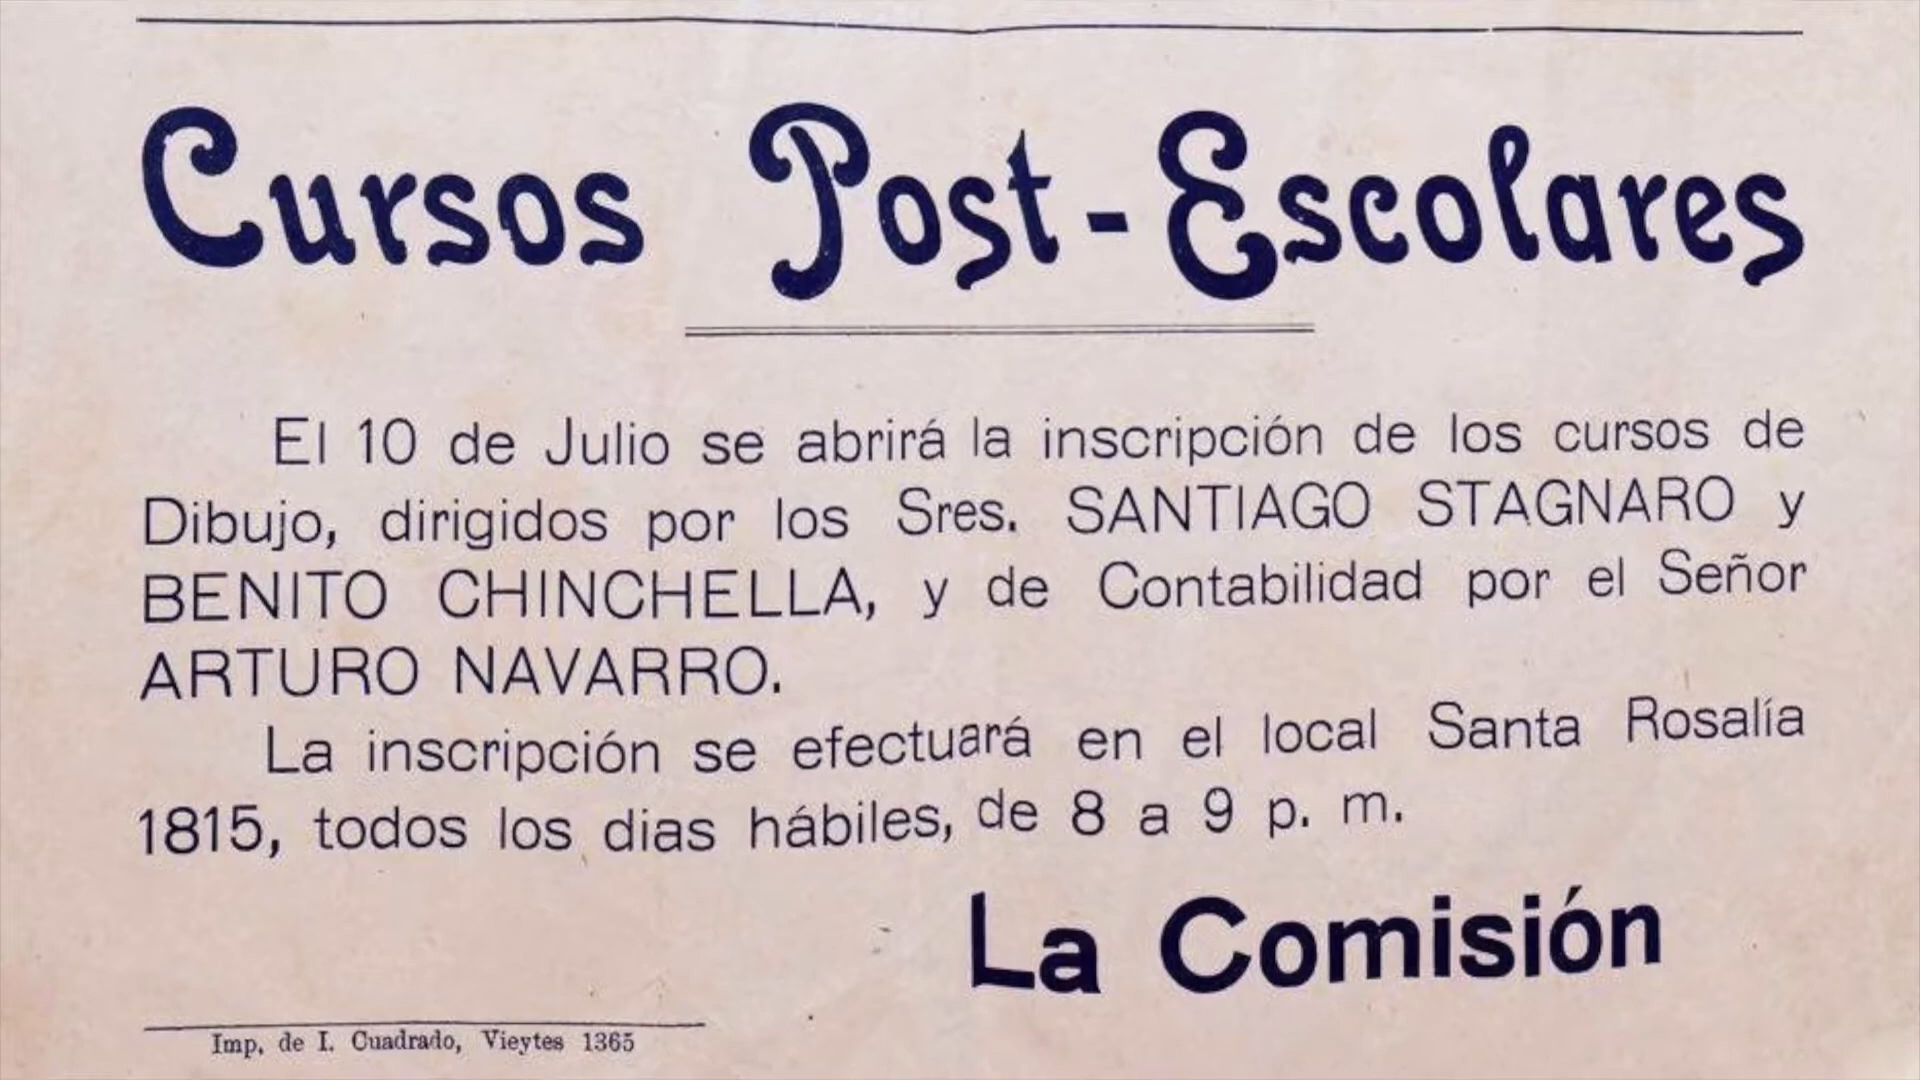 Cursos Post-Escolares
El 10 de Julio se abrirá la inscripción de los cursos de
Dibujo, dirigidos por los Sres. SANTIAGO STAGNARO y
BENITO CHINCHELLA, y de Contabilidad por el Señor
ARTURO NAVARRO.
La inscripción se efectuará en el local Santa Rosalía
1815, todos los dias hábiles, de 8 a 9 p. m.
La Comisión
Imp. de I. Cuadrado, Vieytes 1365